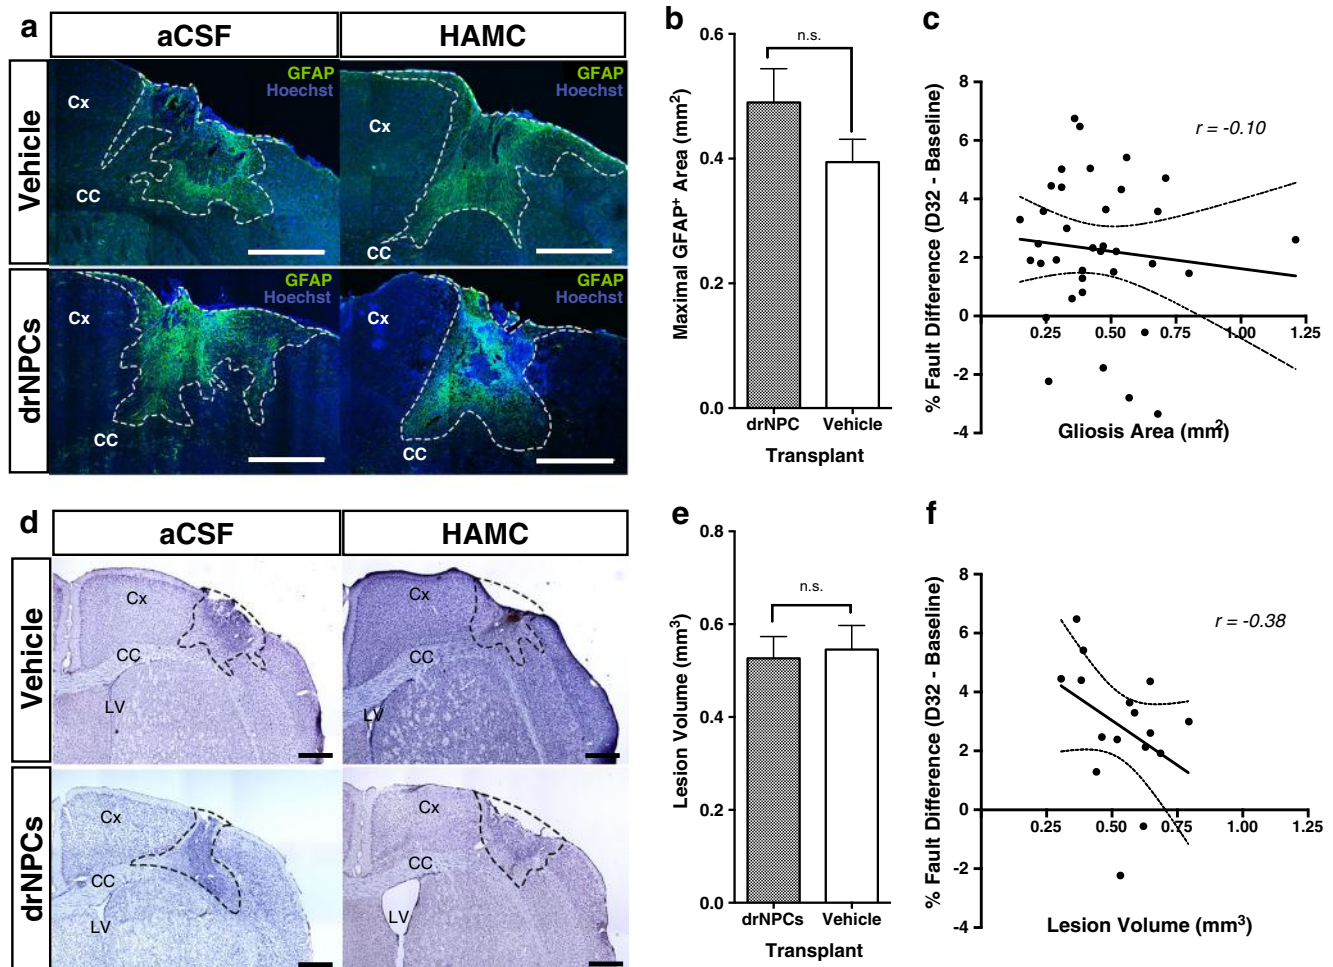 a
aCSF
HAMC
Vehicle
drNPCs
GFAP
Hoechst
Cx
CC
GFAP
Hoechst
Cx
CC
GFAP
Hoechst
Cx
CC
GFAP
Hoechst
Cx
CC
b
Maximal GFAP+ Area (mm2)
0.6
0.4
0.2
0.0
n.s.
drNPC Vehicle
Transplant
c
% Fault Difference (D32 - Baseline)
8
6
4
2
0
-2
-4
r = -0.10
0.25 0.50 0.75 1.00 1.25
Gliosis Area (mm2)
d
aCSF
HAMC
Vehicle
drNPCs
Cx
CC
LV
Cx
CC
LV
Cx
CC
LV
Cx
CC
LV
e
Lesion Volume (mm3)
0.8
0.6
0.4
0.2
0.0
n.s.
drNPCs Vehicle
Transplant
f
% Fault Difference (D32 - Baseline)
8
6
4
2
0
-2
-4
r = -0.38
0.25 0.50 0.75 1.00 1.25
Lesion Volume (mm3)